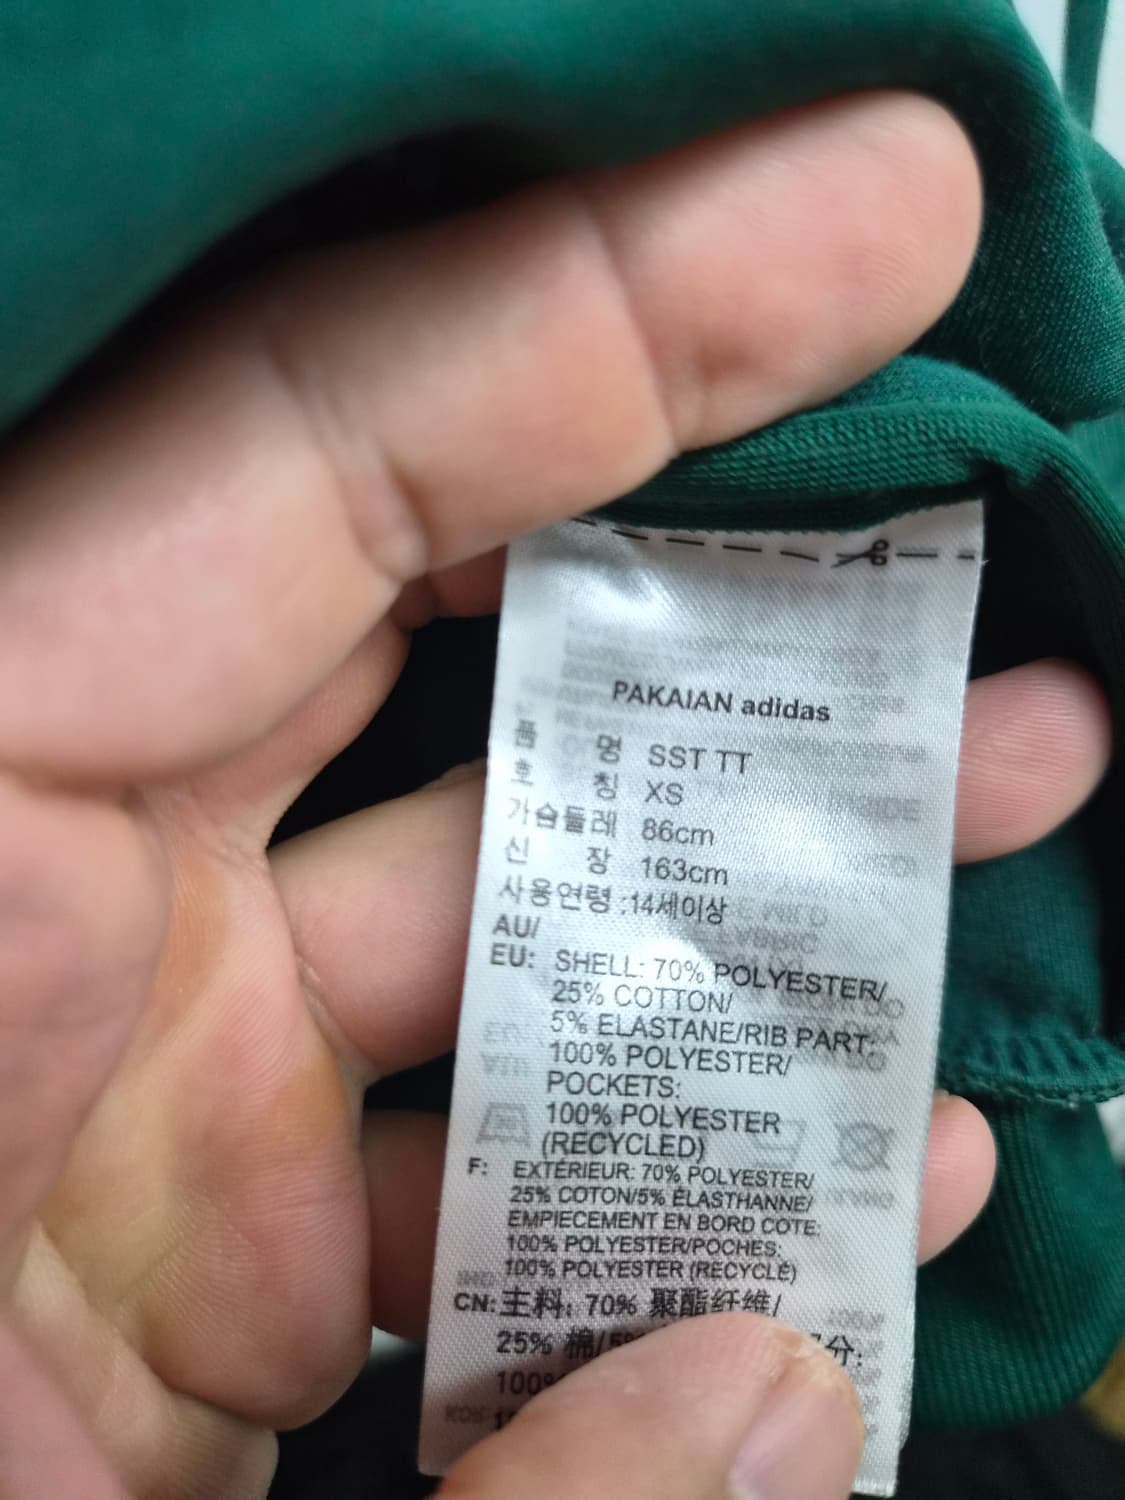 PAKAIAN adidas
품 명 SST TT
호 칭 XS
가슴둘레 86cm
신 장 163cm
사용연령 :14세이상
AU/
EU: SHELL: 70% POLYESTER/
25% COTTON/
5% ELASTANE/RIB PART:
100% POLYESTER/
POCKETS:
100% POLYESTER
(RECYCLED)
F: EXTÉRIEUR: 70% POLYESTER/
25% COTON/5% ÉLASTHANNE/
EMPIECEMENT EN BORD COTE:
100% POLYESTER/POCHES:
100% POLYESTER (RECYCLÉ)
CN: 主料: 70% 聚酯纤维/
25% 棉/5%